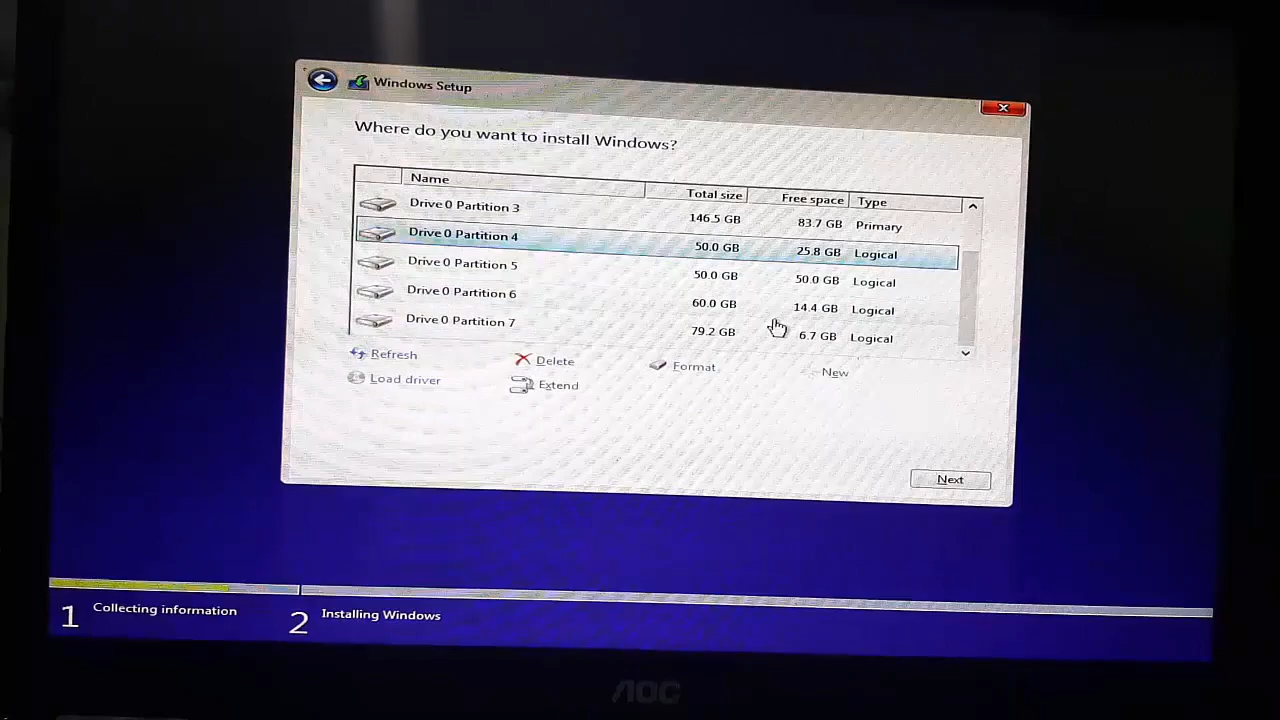 Windows Setup
Where do you want to install Windows?
Name Total size Free space Type
Drive 0 Partition 3 146.5 GB 83.7 GB Primary
Drive 0 Partition 4 50.0 GB 25.8 GB Logical
Drive 0 Partition 5 50.0 GB 50.0 GB Logical
Drive 0 Partition 6 60.0 GB 14.4 GB Logical
Drive 0 Partition 7 79.2 GB 6.7 GB Logical
Refresh Delete Format New
Load driver Extend
Next
1 Collecting information 2 Installing Windows
AOC